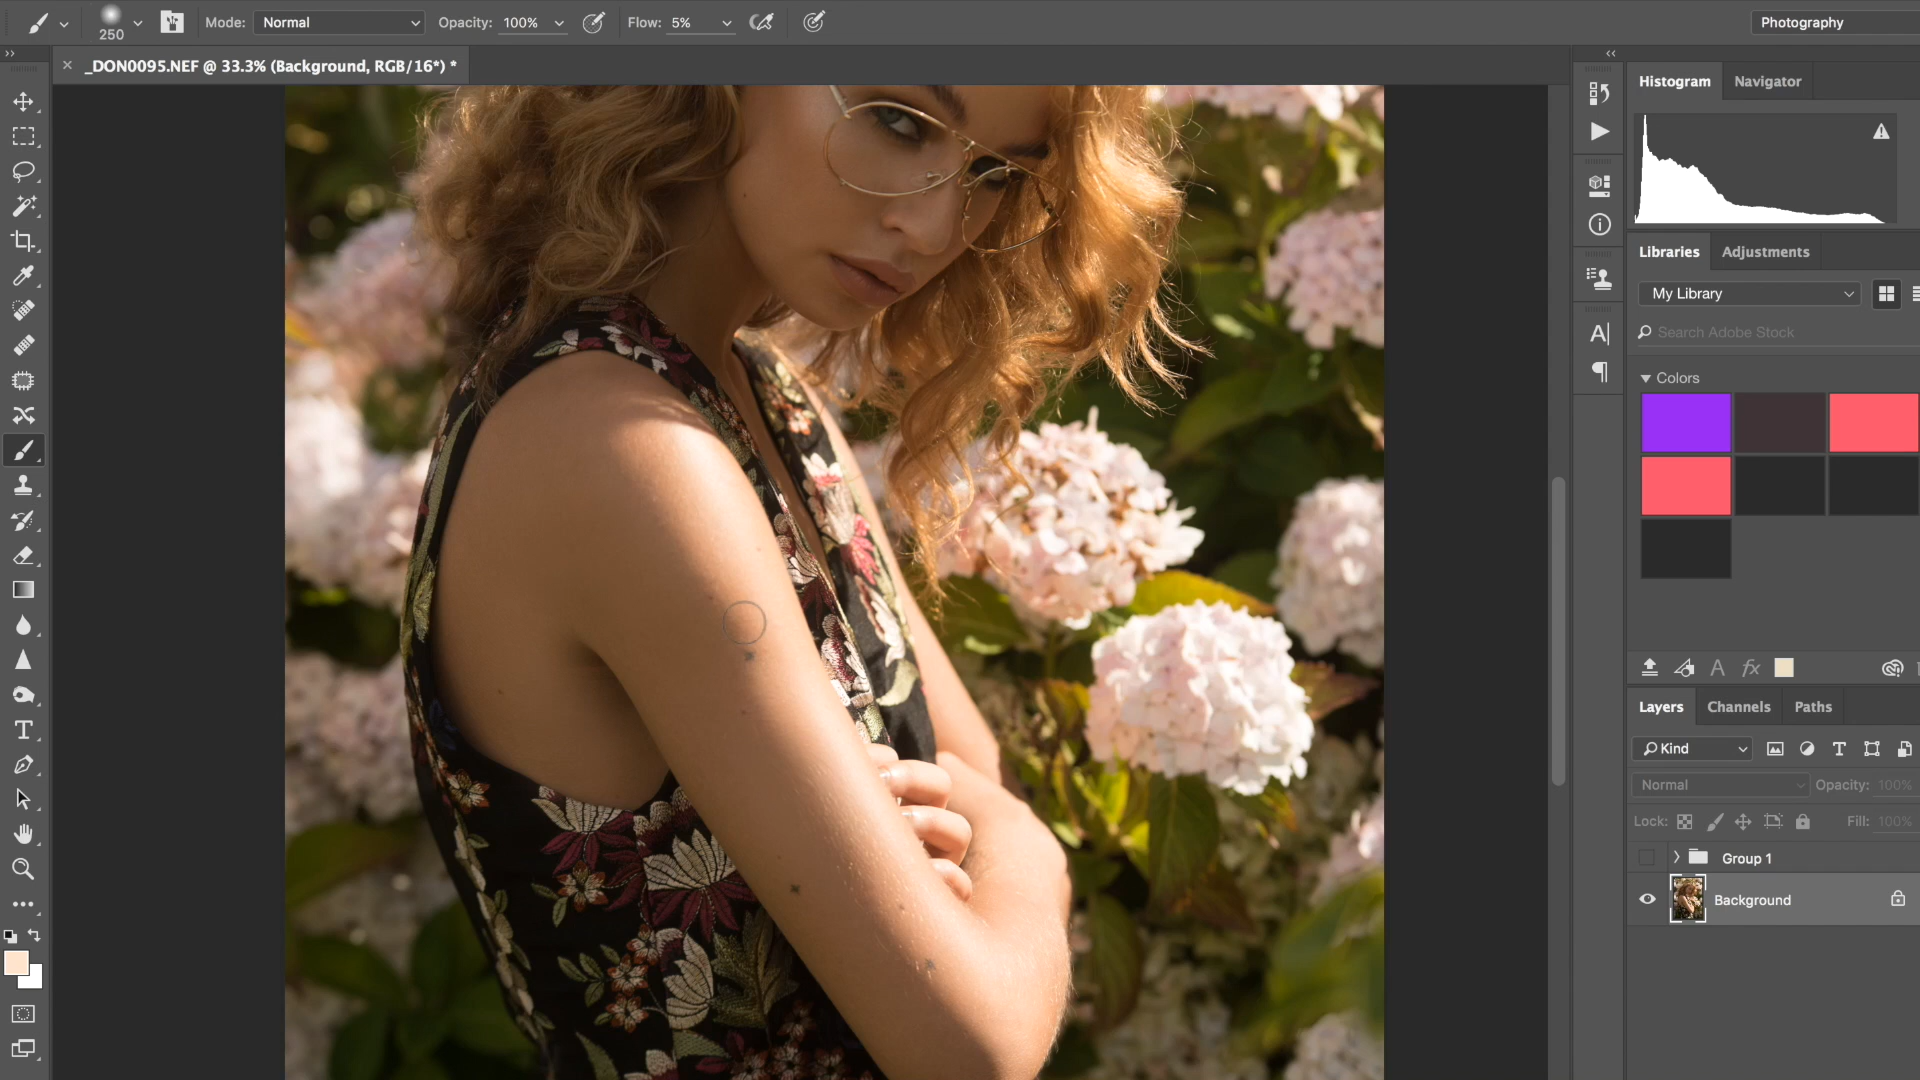 250
Mode: Normal
Opacity: 100%
Flow: 5%
Photography
_DON0095.NEF @ 33.3% (Background, RGB/16*) *
Histogram Navigator
Libraries Adjustments
My Library
Search Adobe Stock
Colors
Layers Channels Paths
Kind
Normal Opacity: 100%
Lock: Fill: 100%
Group 1
Background